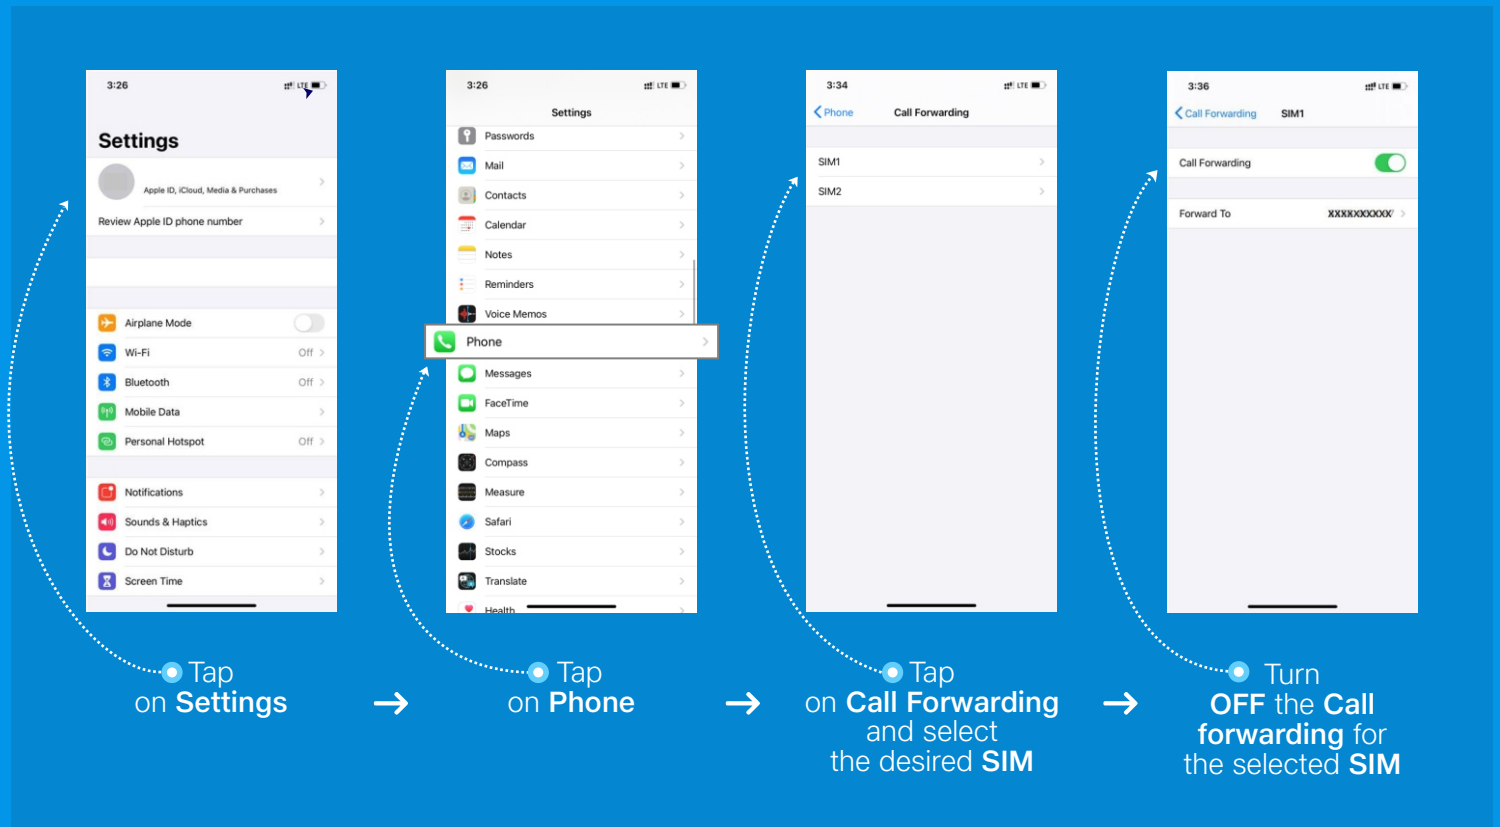 3:26
LTE
Settings
Apple ID, iCloud, Media & Purchases
Review Apple ID phone number
Airplane Mode
Wi-Fi Off
Bluetooth Off
Mobile Data
Personal Hotspot Off
Notifications
Sounds & Haptics
Do Not Disturb
Screen Time
Tap
on Settings
3:26
LTE
Settings
Passwords
Mail
Contacts
Calendar
Notes
Reminders
Voice Memos
Phone
Messages
FaceTime
Maps
Compass
Measure
Safari
Stocks
Translate
Health
Tap
on Phone
3:34
LTE
Phone Call Forwarding
SIM1
SIM2
Tap
on Call Forwarding
and select
the desired SIM
3:36
LTE
Call Forwarding SIM1
Call Forwarding
Forward To XXXXXXXXXX
Turn
OFF the Call
forwarding for
the selected SIM